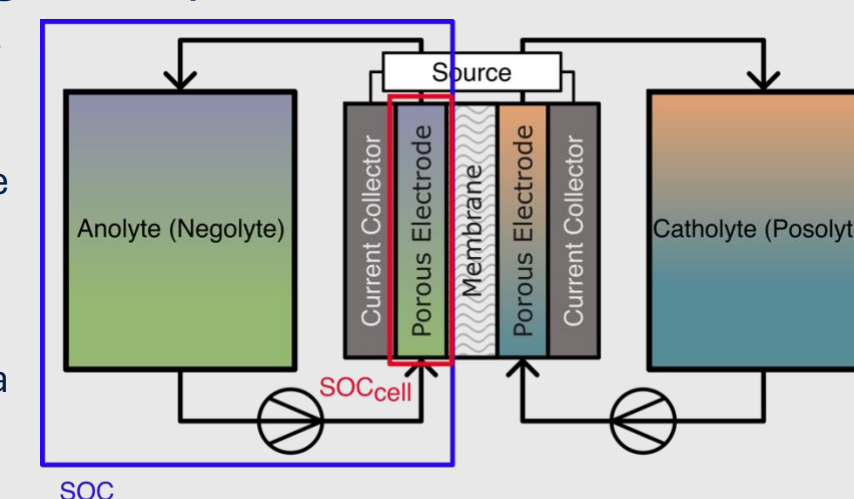 Source
Anolyte (Negolyte)
Current Collector
Porous Electrode
Membrane
Porous Electrode
Current Collector
Catholyte (Posolyt
SOCcell
SOC
e
a